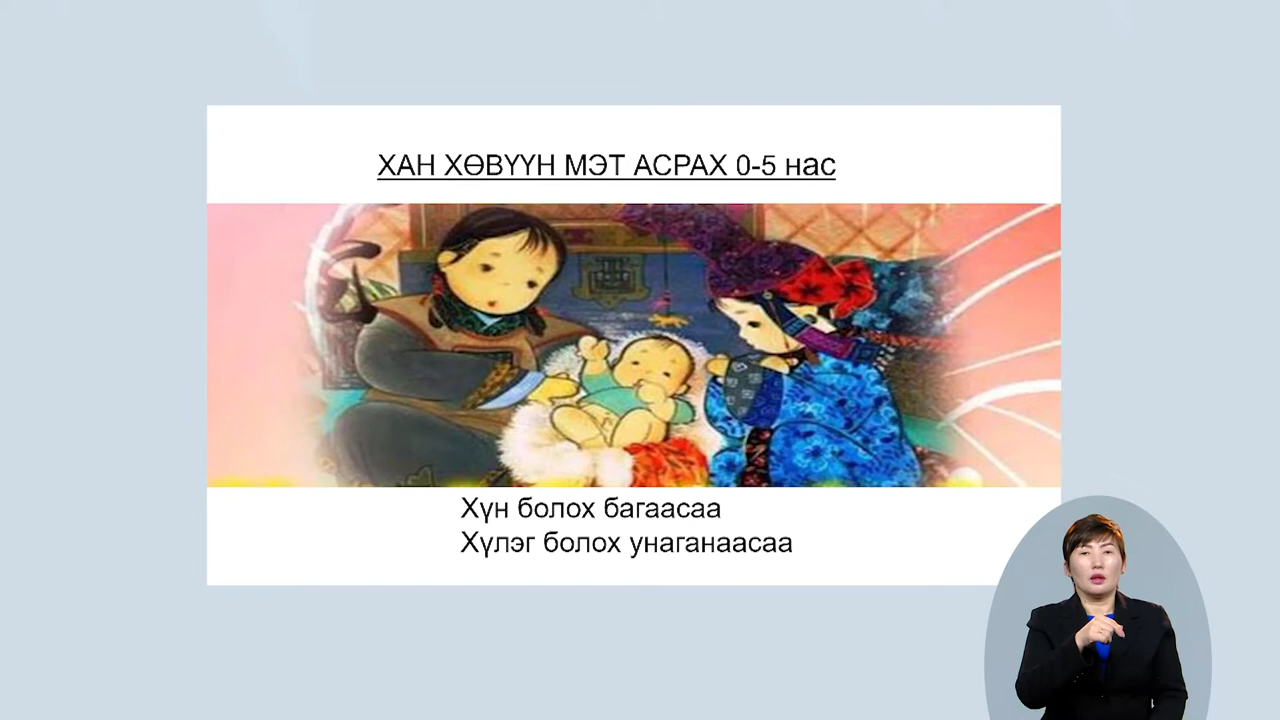 ХАН ХӨВҮҮН МЭТ АСРАХ 0-5 нас
Хүн болох багаасаа
Хүлэг болох унаганаасаа